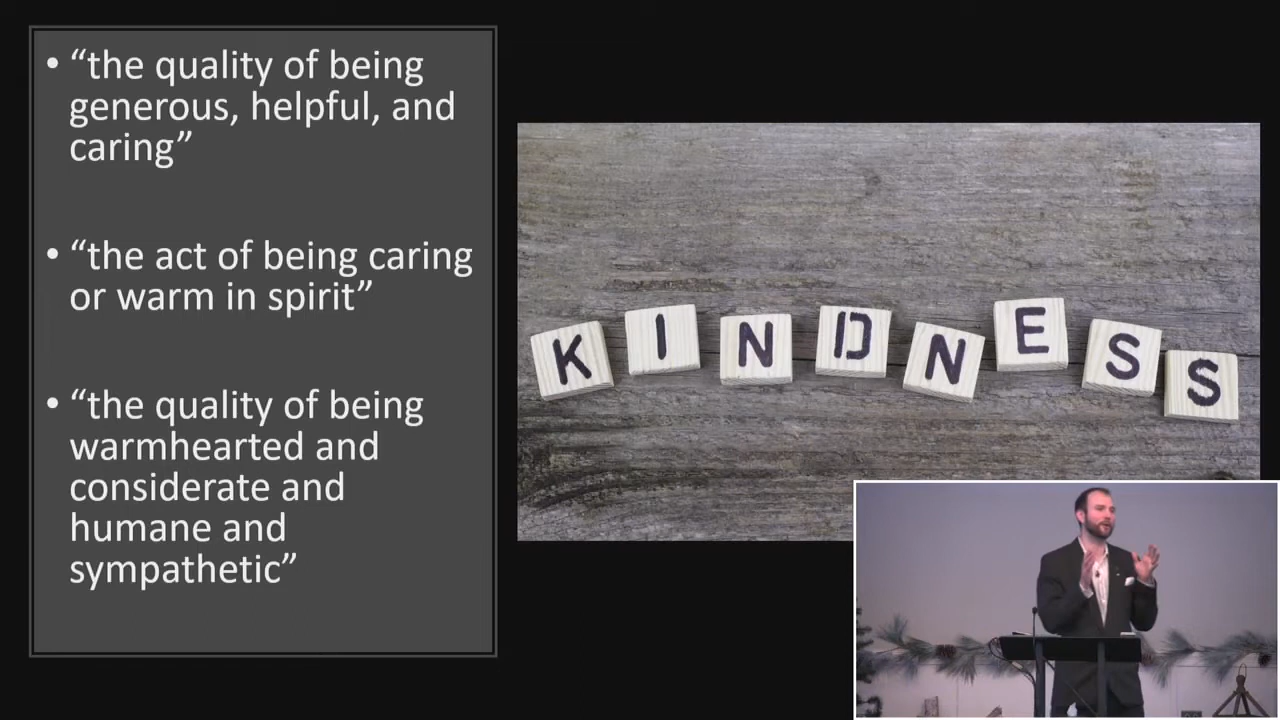 • “the quality of being
generous, helpful, and
caring”
• “the act of being caring
or warm in spirit”
• “the quality of being
warmhearted and
considerate and
humane and
sympathetic”
KINDNESS